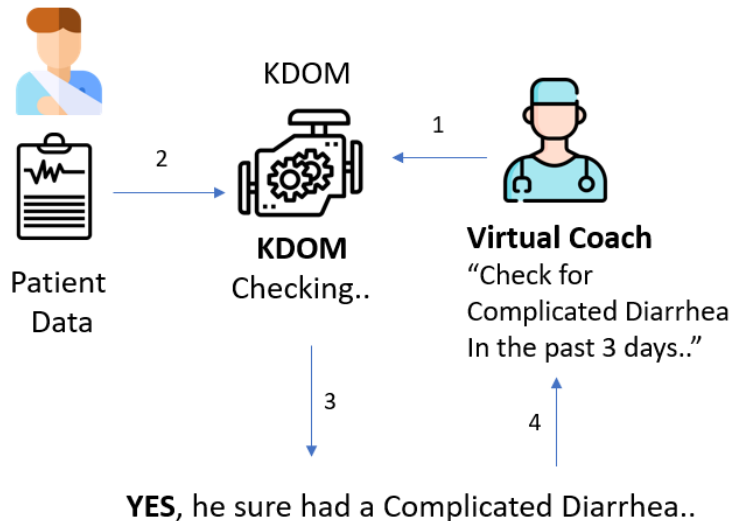 KDOM
1
2
KDOM
Checking..
Virtual Coach
“Check for
Complicated Diarrhea
In the past 3 days..”
Patient
Data
3
4
YES, he sure had a Complicated Diarrhea..